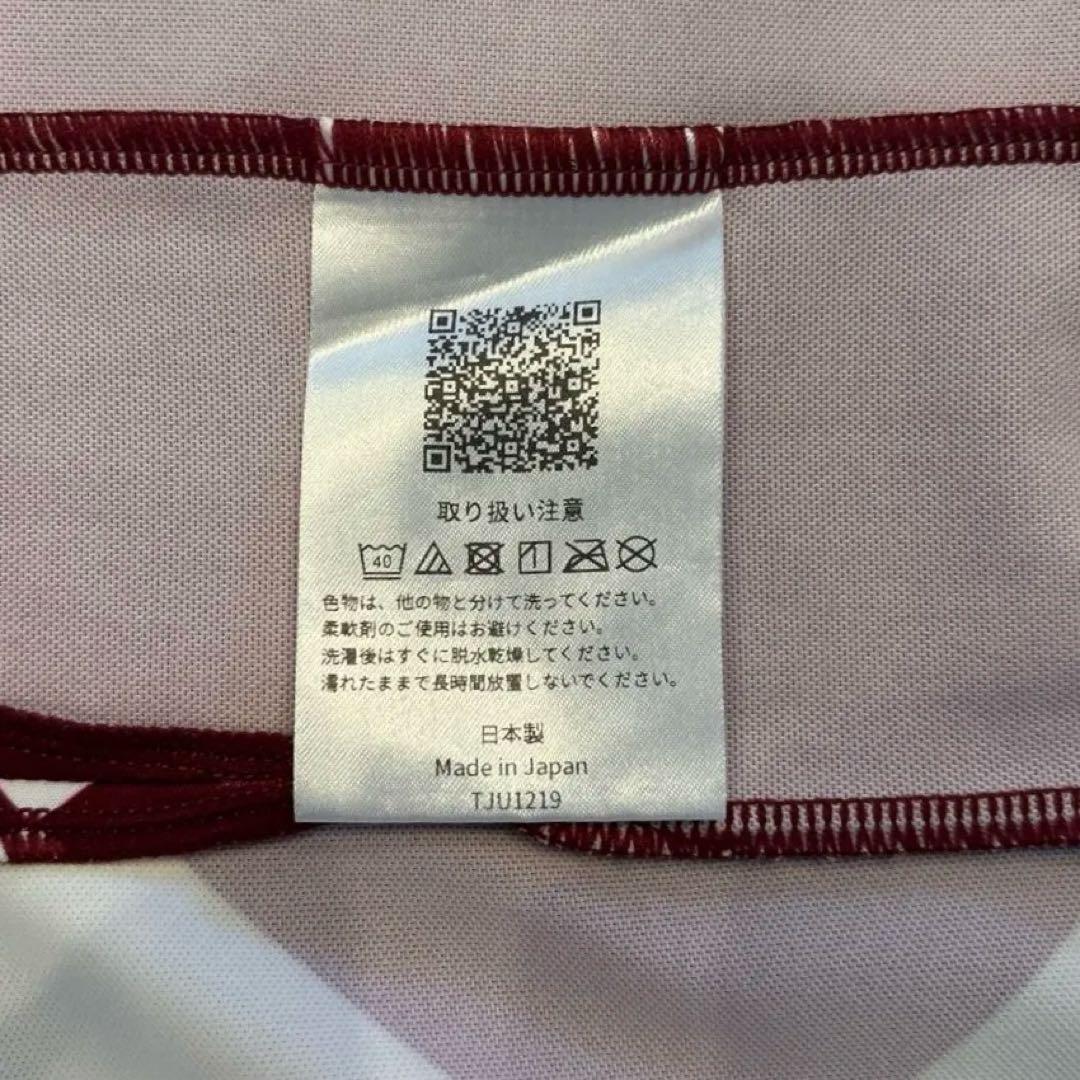 取り扱い注意
40
色物は、他の物と分けて洗ってください。
柔軟剤のご使用はお避けください。
洗濯後はすぐに脱水乾燥してください。
濡れたままで長時間放置しないでください。
日本製
Made in Japan
TJU1219